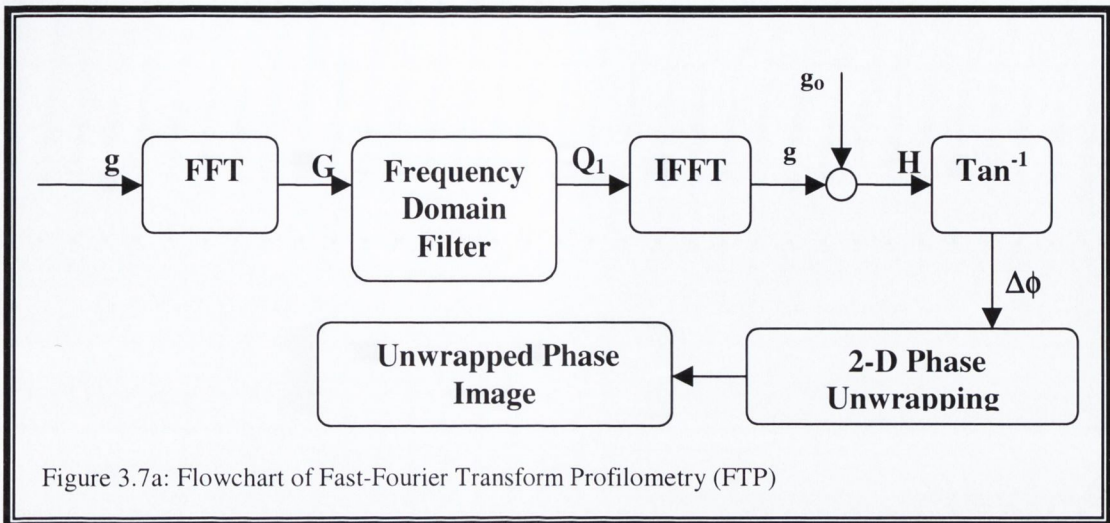 g₀
g
FFT
G
Frequency
Domain
Filter
Q₁
IFFT
g
H
Tan⁻¹
Δϕ
Unwrapped Phase
Image
2-D Phase
Unwrapping
Figure 3.7a: Flowchart of Fast-Fourier Transform Profilometry (FTP)